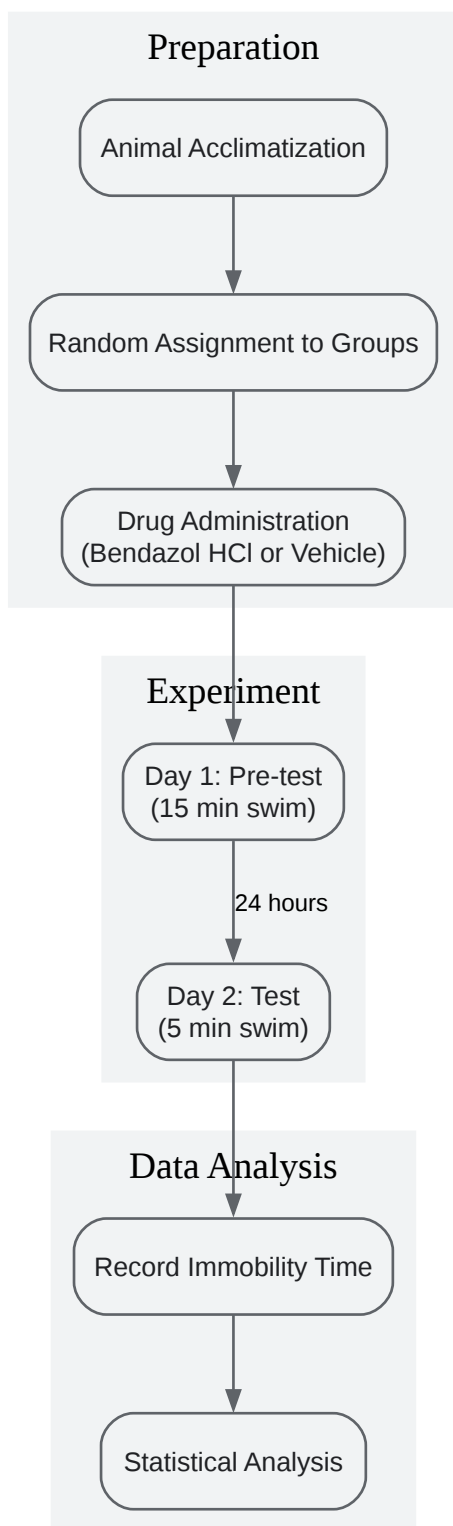 Preparation
Animal Acclimatization
Random Assignment to Groups
Drug Administration
(Bendazol HCl or Vehicle)
Experiment
Day 1: Pre-test
(15 min swim)
24 hours
Day 2: Test
(5 min swim)
Data Analysis
Record Immobility Time
Statistical Analysis